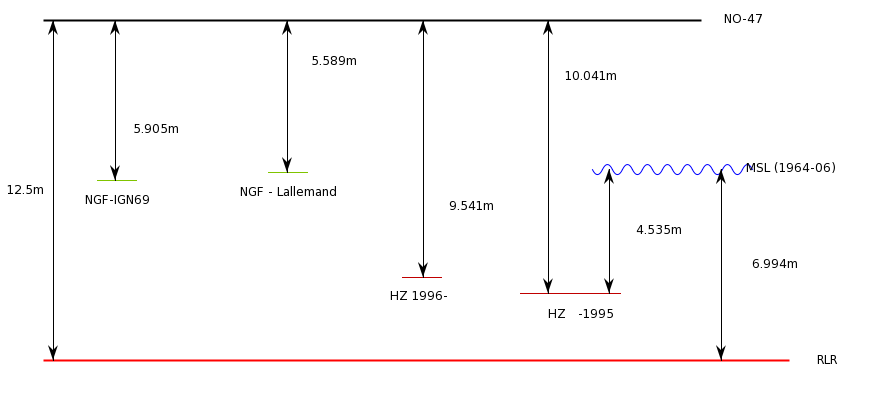 NO-47
5.589m
10.041m
5.905m
MSL (1964-06)
12.5m
NGF-IGN69
NGF - Lallemand
9.541m
4.535m
6.994m
HZ 1996-
HZ -1995
RLR